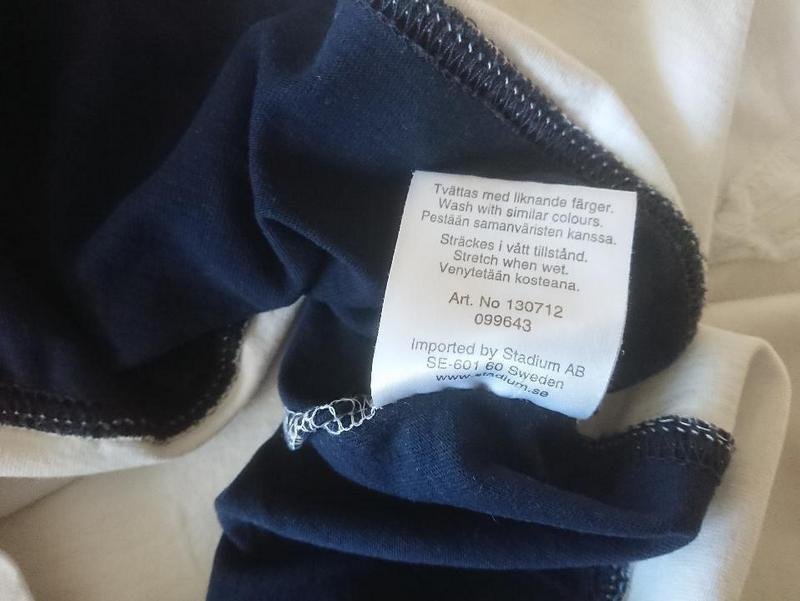 Tvättas med liknande färger.
Wash with similar colours.
Pestään samanväristen kanssa.
Sträckes i vått tillstånd.
Stretch when wet.
Venytetään kosteana.
Art. No 130712
099643
Imported by Stadium AB
SE-601 60 Sweden
www.stadium.se